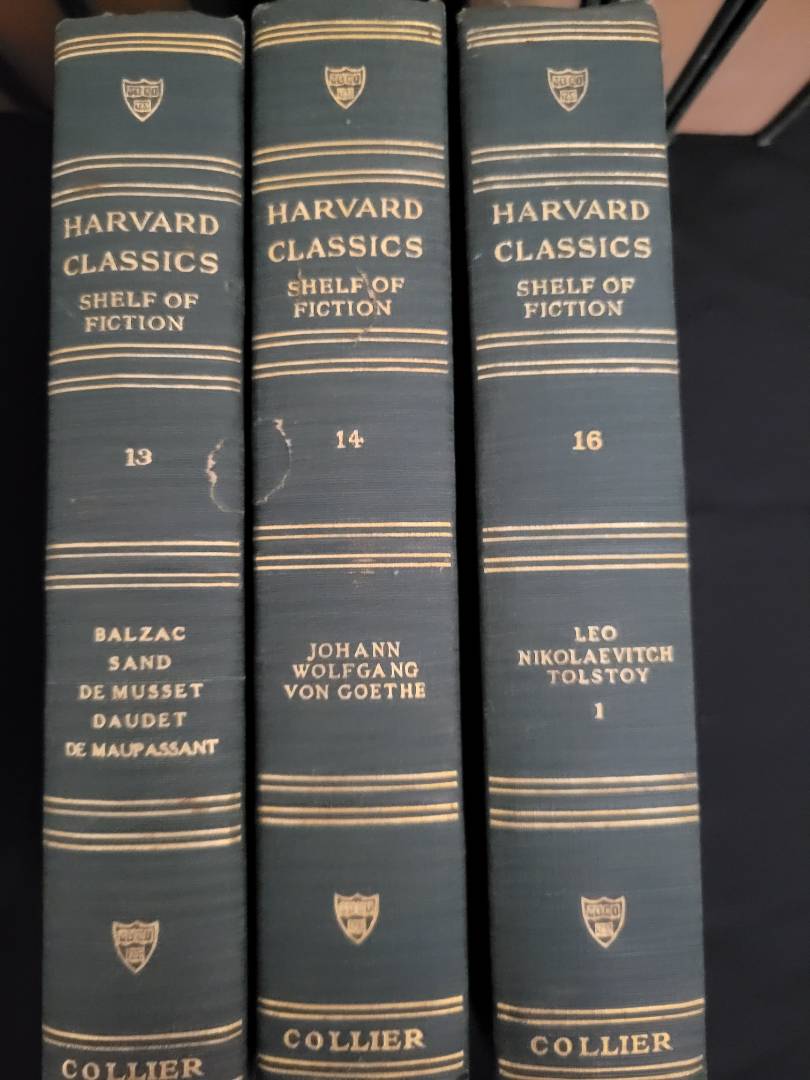 HARVARD
CLASSICS
SHELF OF
FICTION
13
BALZAC
SAND
DE MUSSET
DAUDET
DE MAUPASSANT
COLLIER
HARVARD
CLASSICS
SHELF OF
FICTION
14
JOHANN
WOLFGANG
VON GOETHE
COLLIER
HARVARD
CLASSICS
SHELF OF
FICTION
16
LEO
NIKOLAEVITCH
TOLSTOY
1
COLLIER